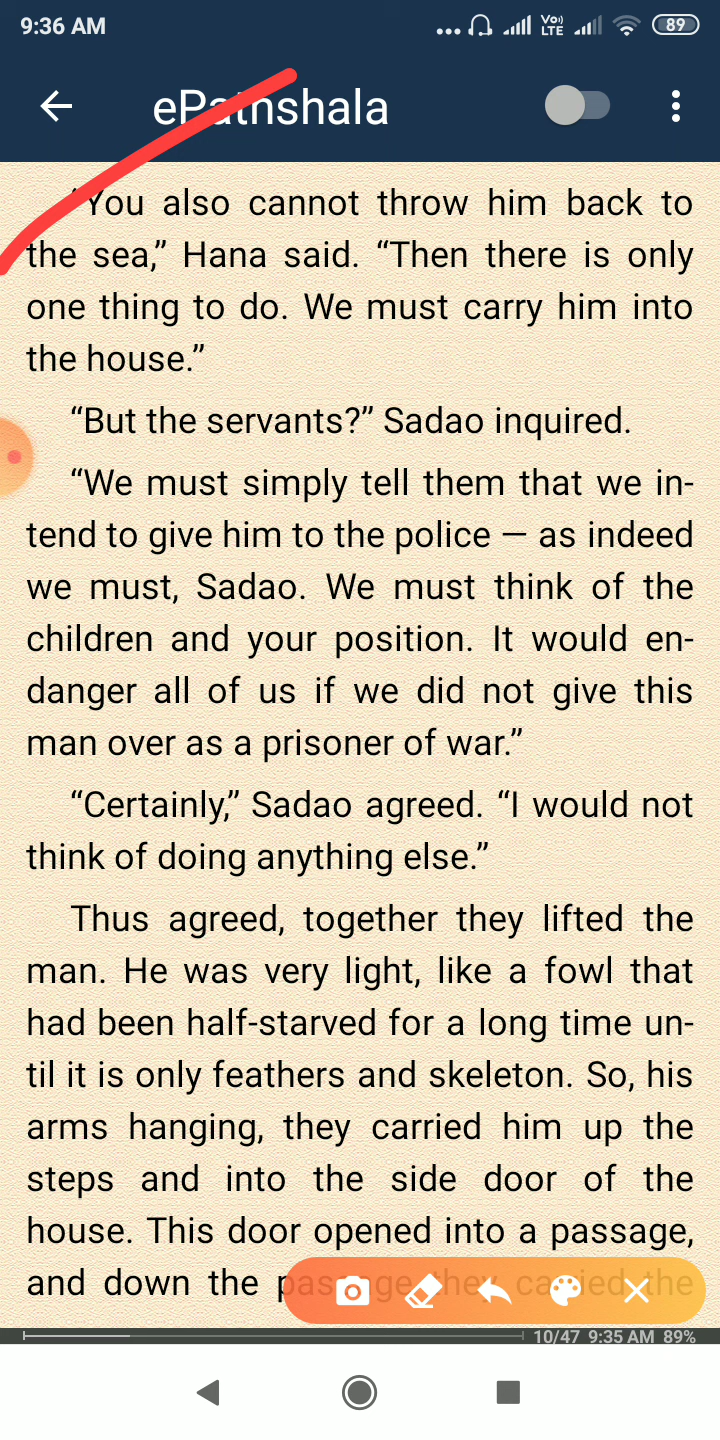 9:36 AM
Vo)) LTE
89
ePathshala
“You also cannot throw him back to
the sea,” Hana said. “Then there is only
one thing to do. We must carry him into
the house.”
“But the servants?” Sadao inquired.
“We must simply tell them that we in-
tend to give him to the police — as indeed
we must, Sadao. We must think of the
children and your position. It would en-
danger all of us if we did not give this
man over as a prisoner of war.”
“Certainly,” Sadao agreed. “I would not
think of doing anything else.”
Thus agreed, together they lifted the
man. He was very light, like a fowl that
had been half-starved for a long time un-
til it is only feathers and skeleton. So, his
arms hanging, they carried him up the
steps and into the side door of the
house. This door opened into a passage,
and down the passage they carried the
10/47 9:35 AM 89%